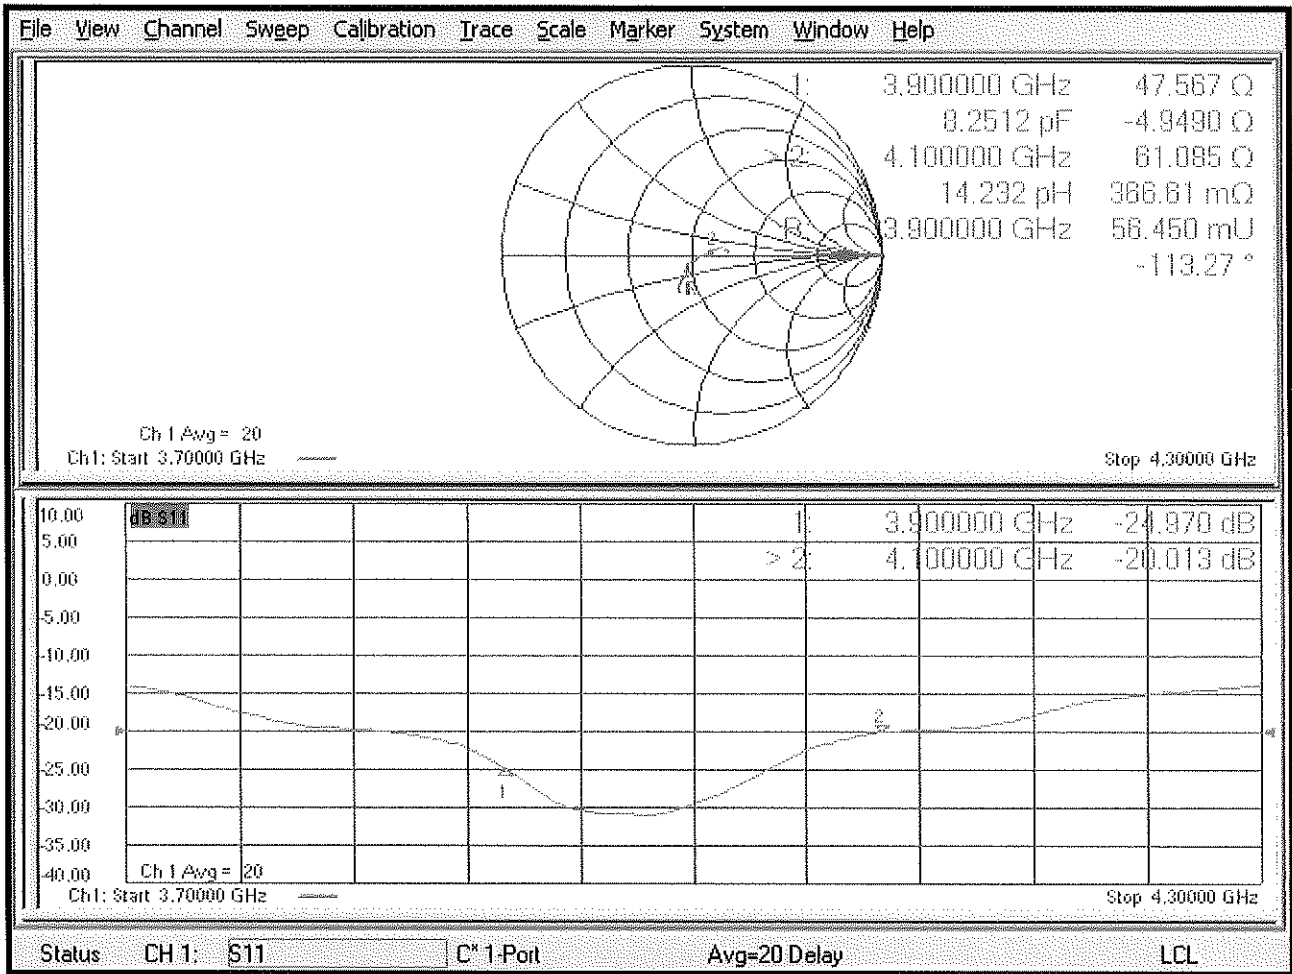 File View Channel Sweep Calibration Trace Scale Marker System Window Help
1: 3.900000 GHz 47.567 Ω
8.2512 pF -4.9490 Ω
> 2: 4.100000 GHz 61.095 Ω
14.232 pH 366.61 mΩ
R: 3.900000 GHz 56.450 mU
-113.27 °
2
1
R
Ch 1 Avg = 20
Ch1: Start 3.70000 GHz
Stop 4.30000 GHz
10.00
dB S11
1: 3.900000 GHz -24.970 dB
5.00
> 2: 4.100000 GHz -20.013 dB
0.00
-5.00
-10.00
-15.00
-20.00
2
-25.00
1
-30.00
-35.00
-40.00
Ch 1 Avg = 20
Ch1: Start 3.70000 GHz
Stop 4.30000 GHz
Status CH 1: S11 C* 1-Port Avg=20 Delay LCL